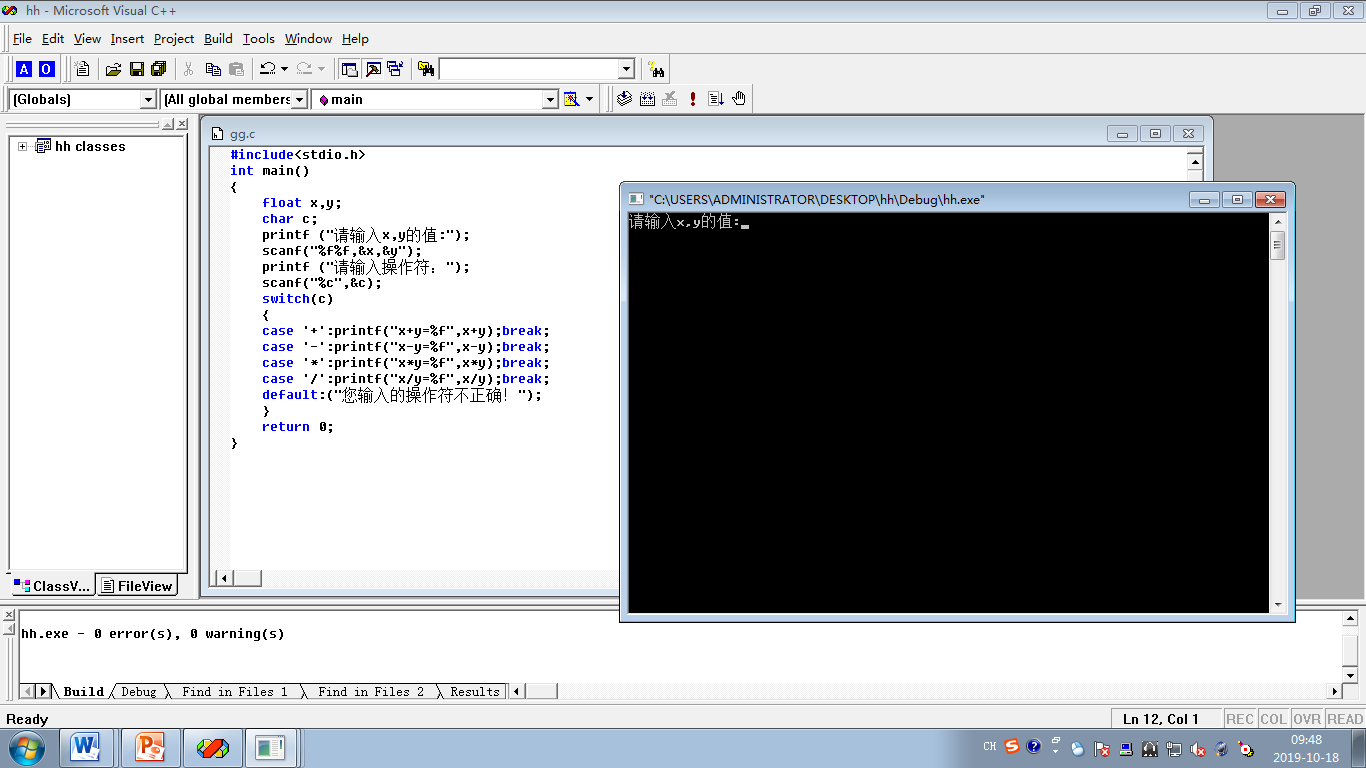 hh - Microsoft Visual C++
File Edit View Insert Project Build Tools Window Help
A O
(Globals) (All global members main
hh classes
gg.c
#include<stdio.h>
int main()
{
float x,y;
char c;
printf ("请输入x,y的值:");
scanf("%f%f,&x,&y");
printf ("请输入操作符：");
scanf("%c",&c);
switch(c)
{
case '+':printf("x+y=%f",x+y);break;
case '-':printf("x-y=%f",x-y);break;
case '*':printf("x*y=%f",x*y);break;
case '/':printf("x/y=%f",x/y);break;
default:("您输入的操作符不正确！");
}
return 0;
}
"C:\USERS\ADMINISTRATOR\DESKTOP\hh\Debug\hh.exe"
请输入x,y的值:
ClassV... FileView
hh.exe - 0 error(s), 0 warning(s)
Build Debug Find in Files 1 Find in Files 2 Results
Ready Ln 12, Col 1 REC COL OVR READ
CH 09:48
2019-10-18